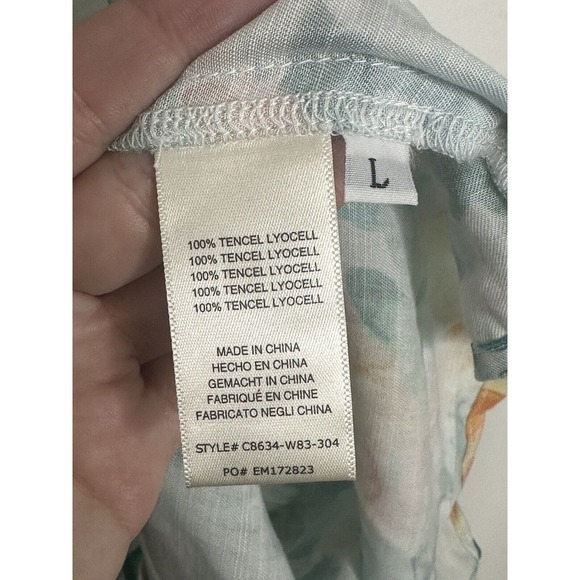 L
100% TENCEL LYOCELL
100% TENCEL LYOCELL
100% TENCEL LYOCELL
100% TENCEL LYOCELL
100% TENCEL LYOCELL
MADE IN CHINA
HECHO EN CHINA
GEMACHT IN CHINA
FABRIQUÉ EN CHINE
FABRICATO NEGLI CHINA
STYLE# C8634-W83-304
PO# EM172823